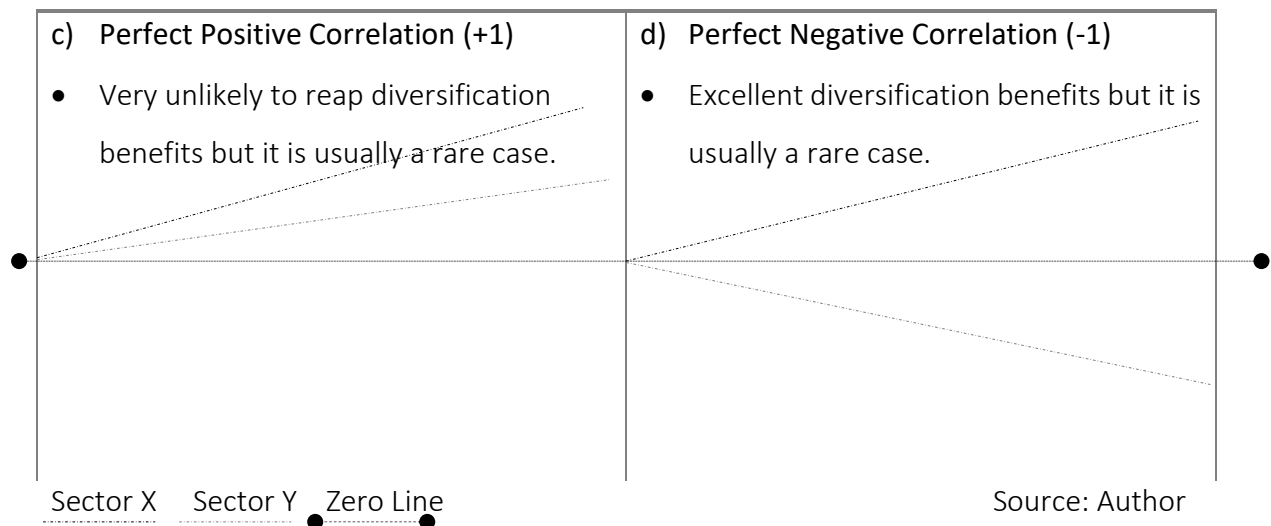 c) Perfect Positive Correlation (+1)
• Very unlikely to reap diversification
benefits but it is usually a rare case.
d) Perfect Negative Correlation (-1)
• Excellent diversification benefits but it is
usually a rare case.
Sector X Sector Y Zero Line
Source: Author